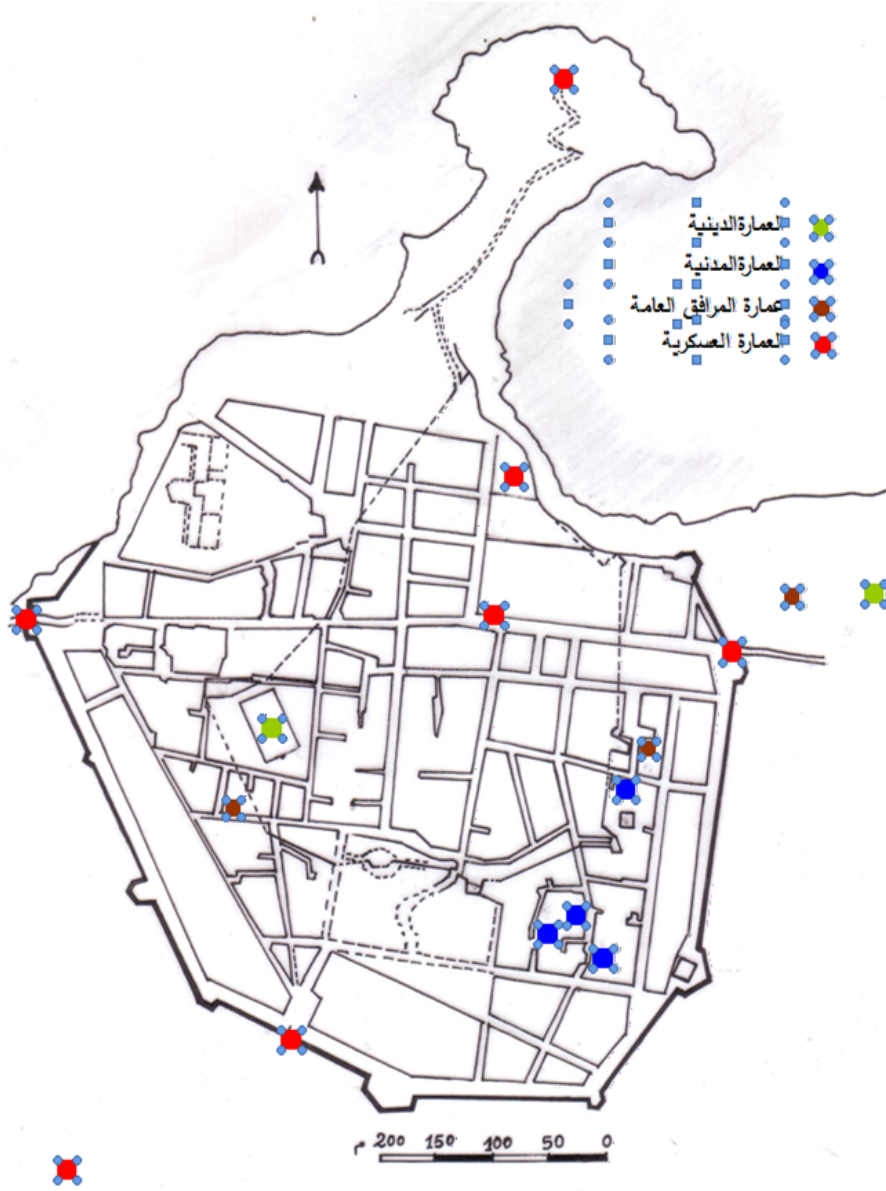 العمارةالدينية
العمارةالمدنية
عمارة المرافق العامة
العمارة العسكرية
م 200 150 100 50 0